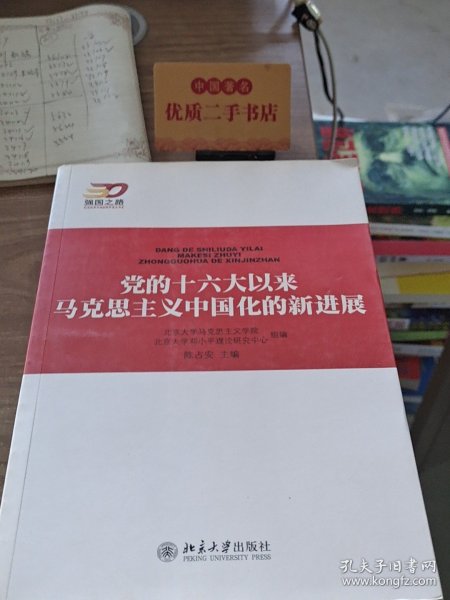 中国著名
优质二手书店
30
强国之路
DANG DE SHILIUDA YILAI
MAKESI ZHUYI
ZHONGGUOHUA DE XINJINZHAN
党的十六大以来
马克思主义中国化的新进展
北京大学马克思主义学院
北京大学邓小平理论研究中心 组编
陈占安 主编
北京大学出版社
PEKING UNIVERSITY PRESS
孔夫子旧书网
www.kongfz.com